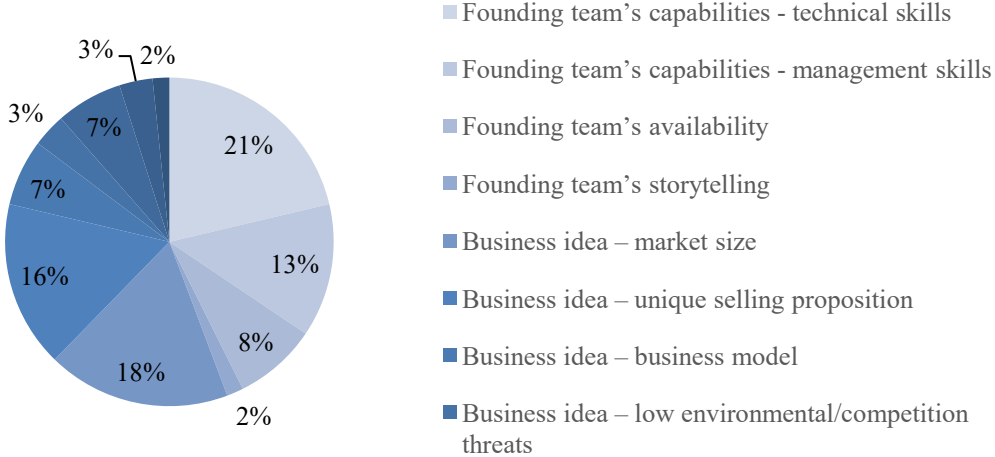 3%
2%
3%
7%
21%
7%
16%
13%
8%
18%
2%
Founding team’s capabilities - technical skills
Founding team’s capabilities - management skills
Founding team’s availability
Founding team’s storytelling
Business idea – market size
Business idea – unique selling proposition
Business idea – business model
Business idea – low environmental/competition
threats